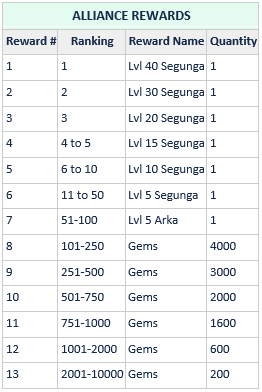 ALLIANCE REWARDS
Reward # Ranking Reward Name Quantity
1 1 Lvl 40 Segunga 1
2 2 Lvl 30 Segunga 1
3 3 Lvl 20 Segunga 1
4 4 to 5 Lvl 15 Segunga 1
5 6 to 10 Lvl 10 Segunga 1
6 11 to 50 Lvl 5 Segunga 1
7 51-100 Lvl 5 Arka 1
8 101-250 Gems 4000
9 251-500 Gems 3000
10 501-750 Gems 2000
11 751-1000 Gems 1600
12 1001-2000 Gems 600
13 2001-10000 Gems 200